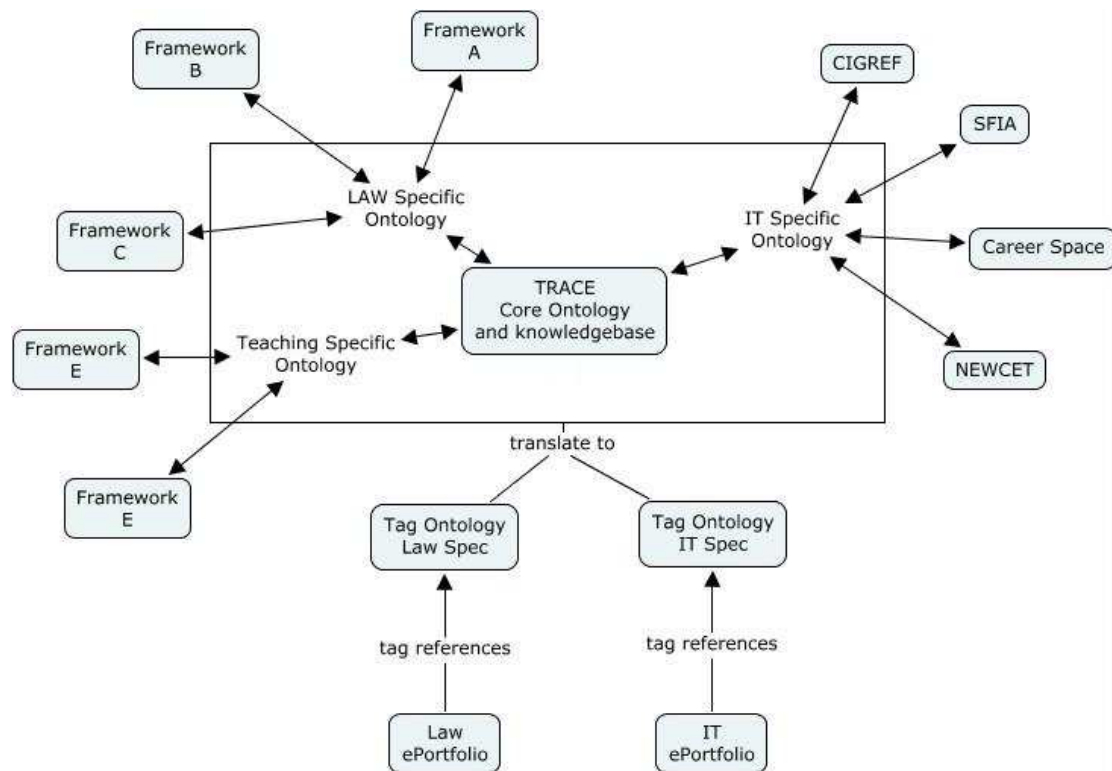 Framework
B
Framework
A
CIGREF
SFIA
LAW Specific
Ontology
IT Specific
Ontology
Framework
C
Career Space
TRACE
Core Ontology
and knowledgebase
Teaching Specific
Ontology
Framework
E
NEWCET
translate to
Framework
E
Tag Ontology
Law Spec
Tag Ontology
IT Spec
tag references
tag references
Law
ePortfolio
IT
ePortfolio